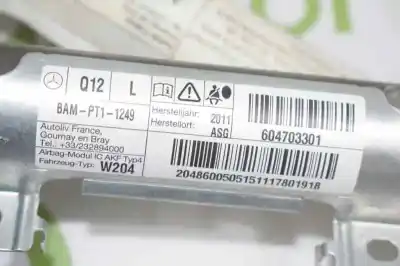 Q12 L
BAM-PT1-1249
Herstelljahr: 2011
Herstellort: ASG
604703301
Autoliv France,
Gournay en Bray
Tel.: +33/232894000
Airbag-Modul IC AKF Typ4
Fahrzeug-Typ: W204
2048600505151117801918